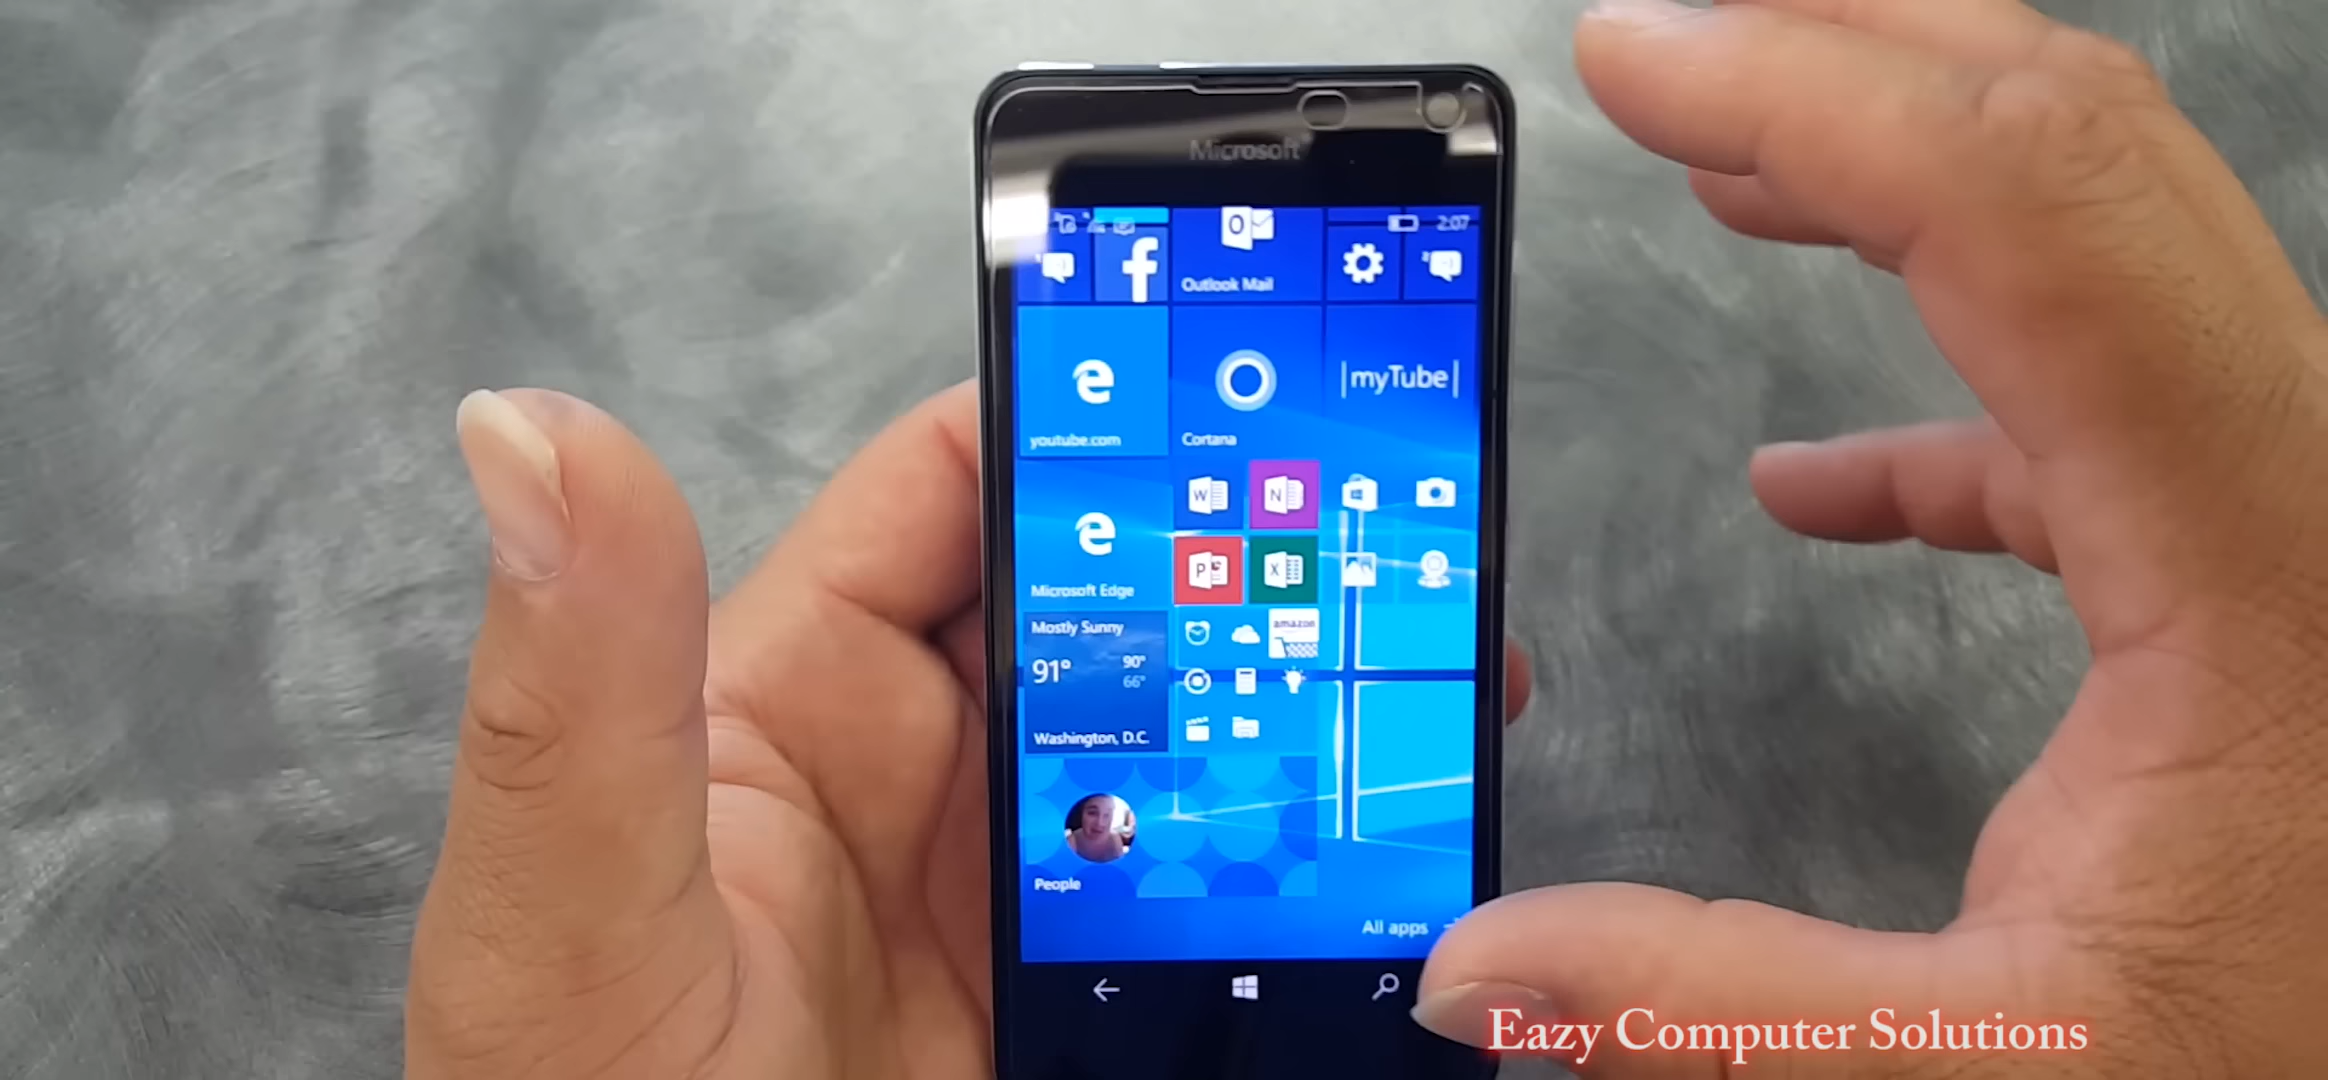 Microsoft
2:07
Outlook Mail
youtube.com
Cortana
|myTube|
Microsoft Edge
W
N
P
X
amazon
Mostly Sunny
91° 90°
66°
Washington, D.C.
People
All apps
Eazy Computer Solutions